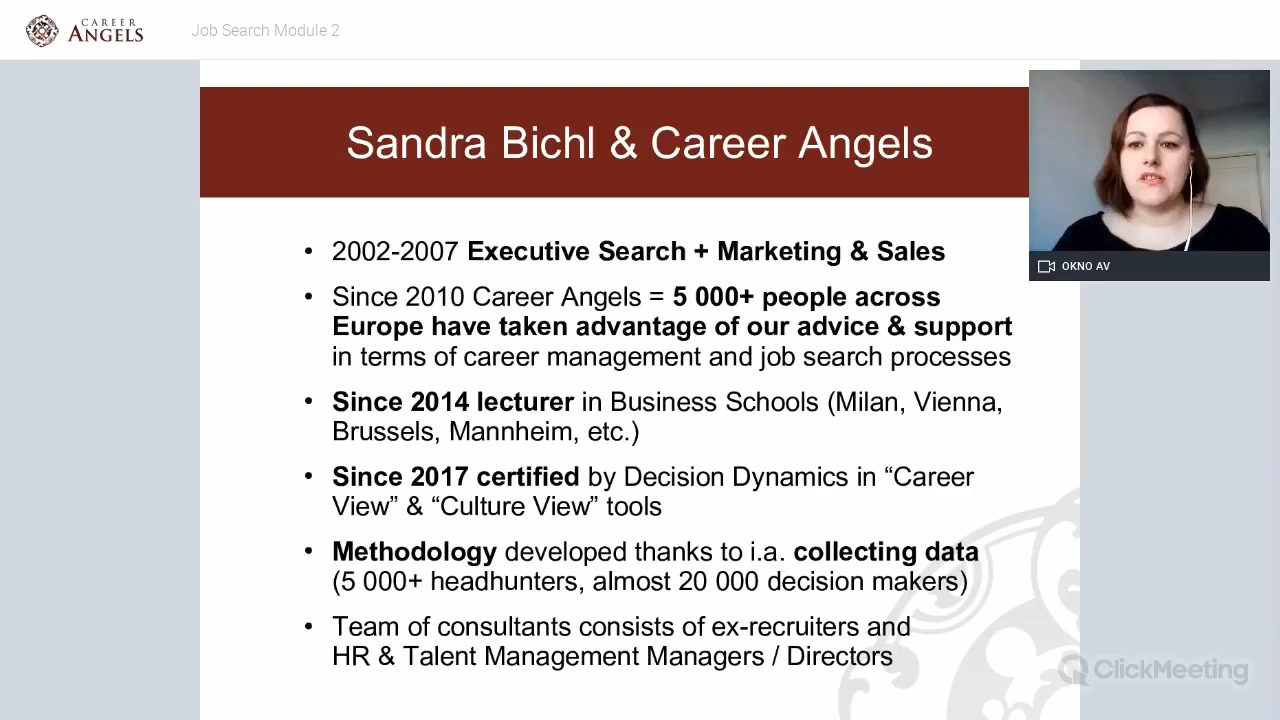 CAREER
ANGELS
Job Search Module 2
Sandra Bichl & Career Angels
OKNO AV
• 2002-2007 Executive Search + Marketing & Sales
• Since 2010 Career Angels = 5 000+ people across
Europe have taken advantage of our advice & support
in terms of career management and job search processes
• Since 2014 lecturer in Business Schools (Milan, Vienna,
Brussels, Mannheim, etc.)
• Since 2017 certified by Decision Dynamics in “Career
View” & “Culture View” tools
• Methodology developed thanks to i.a. collecting data
(5 000+ headhunters, almost 20 000 decision makers)
• Team of consultants consists of ex-recruiters and
HR & Talent Management Managers / Directors
ClickMeeting